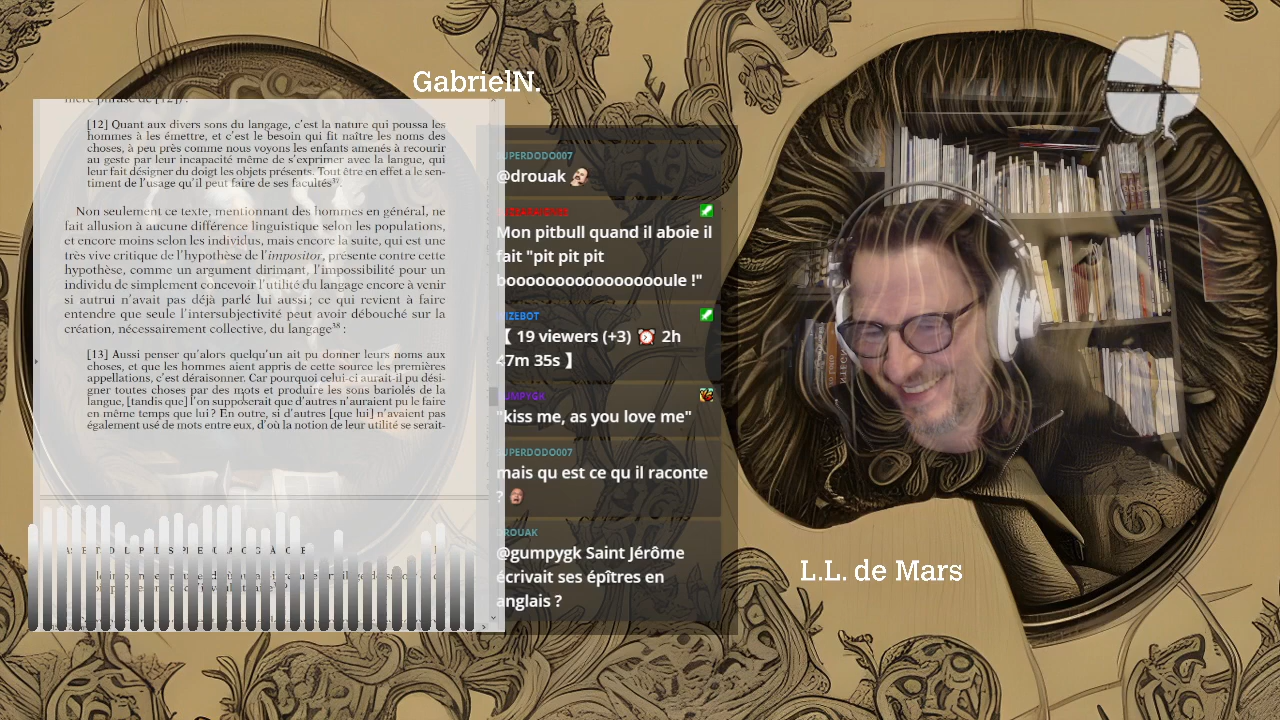 GabrielN.
[12] Quant aux divers sons du langage, c'est la nature qui poussa les
hommes à les émettre, et c'est le besoin qui fit naître les noms des
choses, à peu près comme nous voyons les enfants amenés à recourir
au geste par leur incapacité même de s'exprimer avec la langue, qui
leur fait désigner du doigt les objets présents. Tout être en effet a le sen-
timent de l'usage qu'il peut faire de ses facultés³⁷.
Non seulement ce texte, mentionnant des hommes en général, ne
fait allusion à aucune différence linguistique selon les populations,
et encore moins selon les individus, mais encore la suite, qui est une
très vive critique de l'hypothèse de l'impositor, présente contre cette
hypothèse, comme un argument dirimant, l'impossibilité pour un
individu de simplement concevoir l'utilité du langage encore à venir
si autrui n'avait pas déjà parlé lui aussi ; ce qui revient à faire
entendre que seule l'intersubjectivité peut avoir débouché sur la
création, nécessairement collective, du langage³⁸ :
[13] Aussi penser qu'alors quelqu'un ait pu donner leurs noms aux
choses, et que les hommes aient appris de cette source les premières
appellations, c'est déraisonner. Car pourquoi celui-ci aurait-il pu dési-
gner toutes choses par des mots et produire les sons bariolés de la
langue, [tandis que] l'on supposerait que d'autres n'auraient pu le faire
en même temps que lui ? En outre, si d'autres [que lui] n'avaient pas
également usé de mots entre eux, d'où la notion de leur utilité se serait-
SUPERDODO007
@drouak
Mon pitbull quand il aboie il
fait "pit pit pit
booooooooooooooooule !"
WIZEBOT
【 19 viewers (+3) ⏰ 2h
47m 35s 】
GUMPYGK
"kiss me, as you love me"
SUPERDODO007
mais qu est ce qu il raconte
?
DROUAK
@gumpygk Saint Jérôme
écrivait ses épîtres en
anglais ?
L.L. de Mars